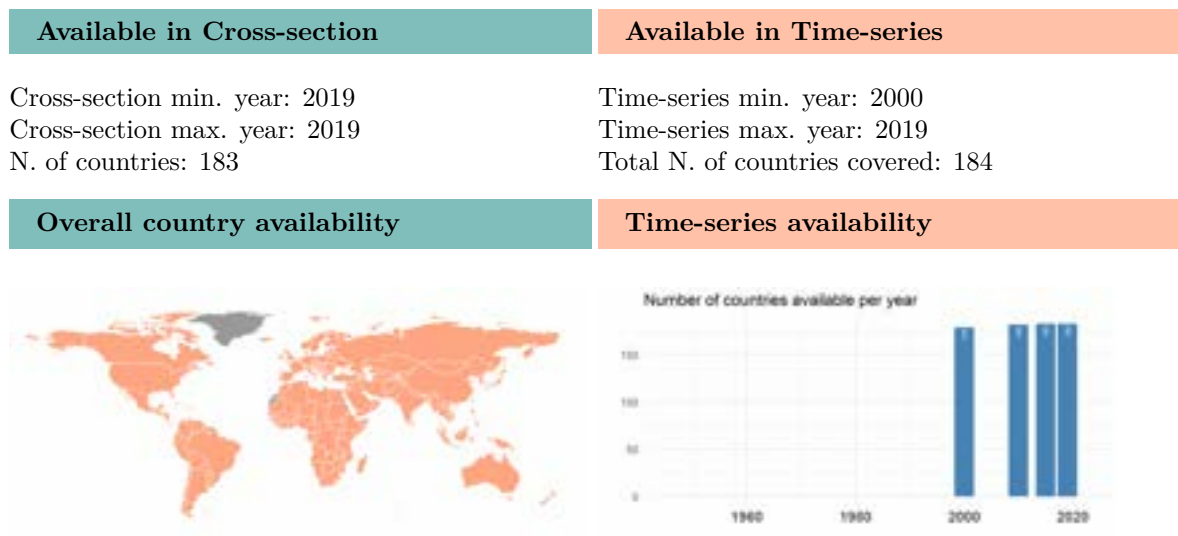 Available in Cross-section
Available in Time-series
Cross-section min. year: 2019
Cross-section max. year: 2019
N. of countries: 183
Time-series min. year: 2000
Time-series max. year: 2019
Total N. of countries covered: 184
Overall country availability
Time-series availability
Number of countries available per year
150
100
50
0
1960
1980
2000
2020